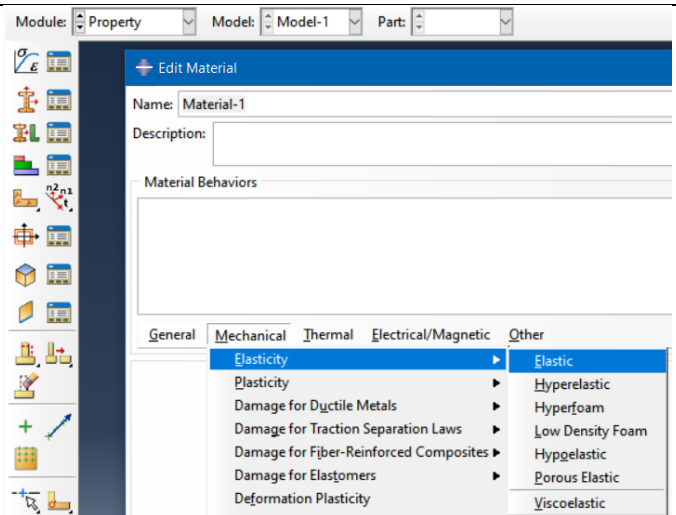 Module: Property Model: Model-1 Part:
σ ε
Edit Material
Name: Material-1
Description:
n2 n1
t
Material Behaviors
General Mechanical Thermal Electrical/Magnetic Other
Elasticity Elastic
Plasticity Hyperelastic
Damage for Ductile Metals Hyperfoam
Damage for Traction Separation Laws Low Density Foam
Damage for Fiber-Reinforced Composites Hypoelastic
Damage for Elastomers Porous Elastic
Deformation Plasticity Viscoelastic